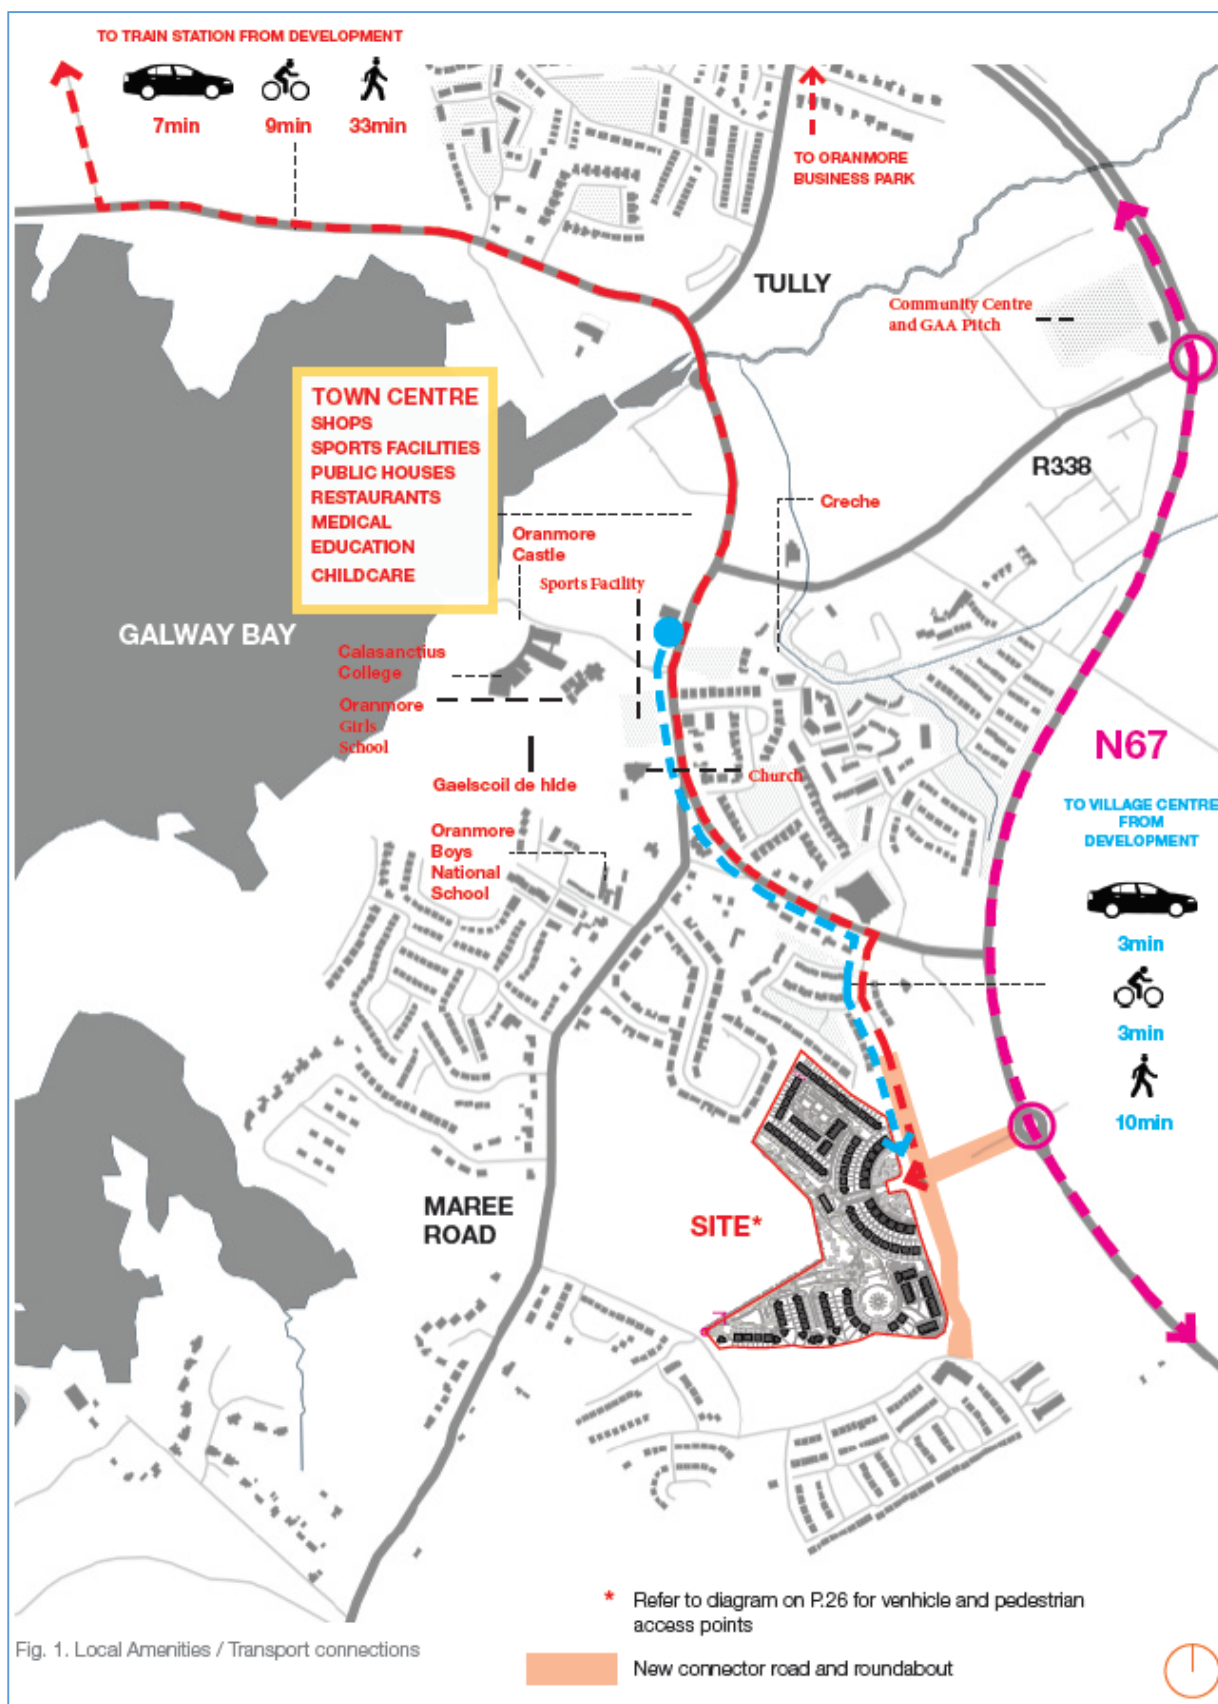 TO TRAIN STATION FROM DEVELOPMENT
7min
9min
33min
TO ORANMORE
BUSINESS PARK
TULLY
Community Centre
and GAA Pitch
TOWN CENTRE
SHOPS
SPORTS FACILITIES
PUBLIC HOUSES
RESTAURANTS
MEDICAL
EDUCATION
CHILDCARE
R338
Creche
Oranmore
Castle
Sports Facility
GALWAY BAY
Calasanctius
College
Oranmore
Girls
School
N67
Gaelscoil de hIde
Church
TO VILLAGE CENTRE
FROM
DEVELOPMENT
Oranmore
Boys
National
School
3min
3min
10min
MAREE
ROAD
SITE*
* Refer to diagram on P.26 for venhicle and pedestrian
access points
Fig. 1. Local Amenities / Transport connections
New connector road and roundabout